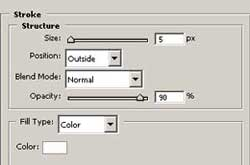 Stroke
Structure
Size: 5 px
Position: Outside
Blend Mode: Normal
Opacity: 90 %
Fill Type: Color
Color: